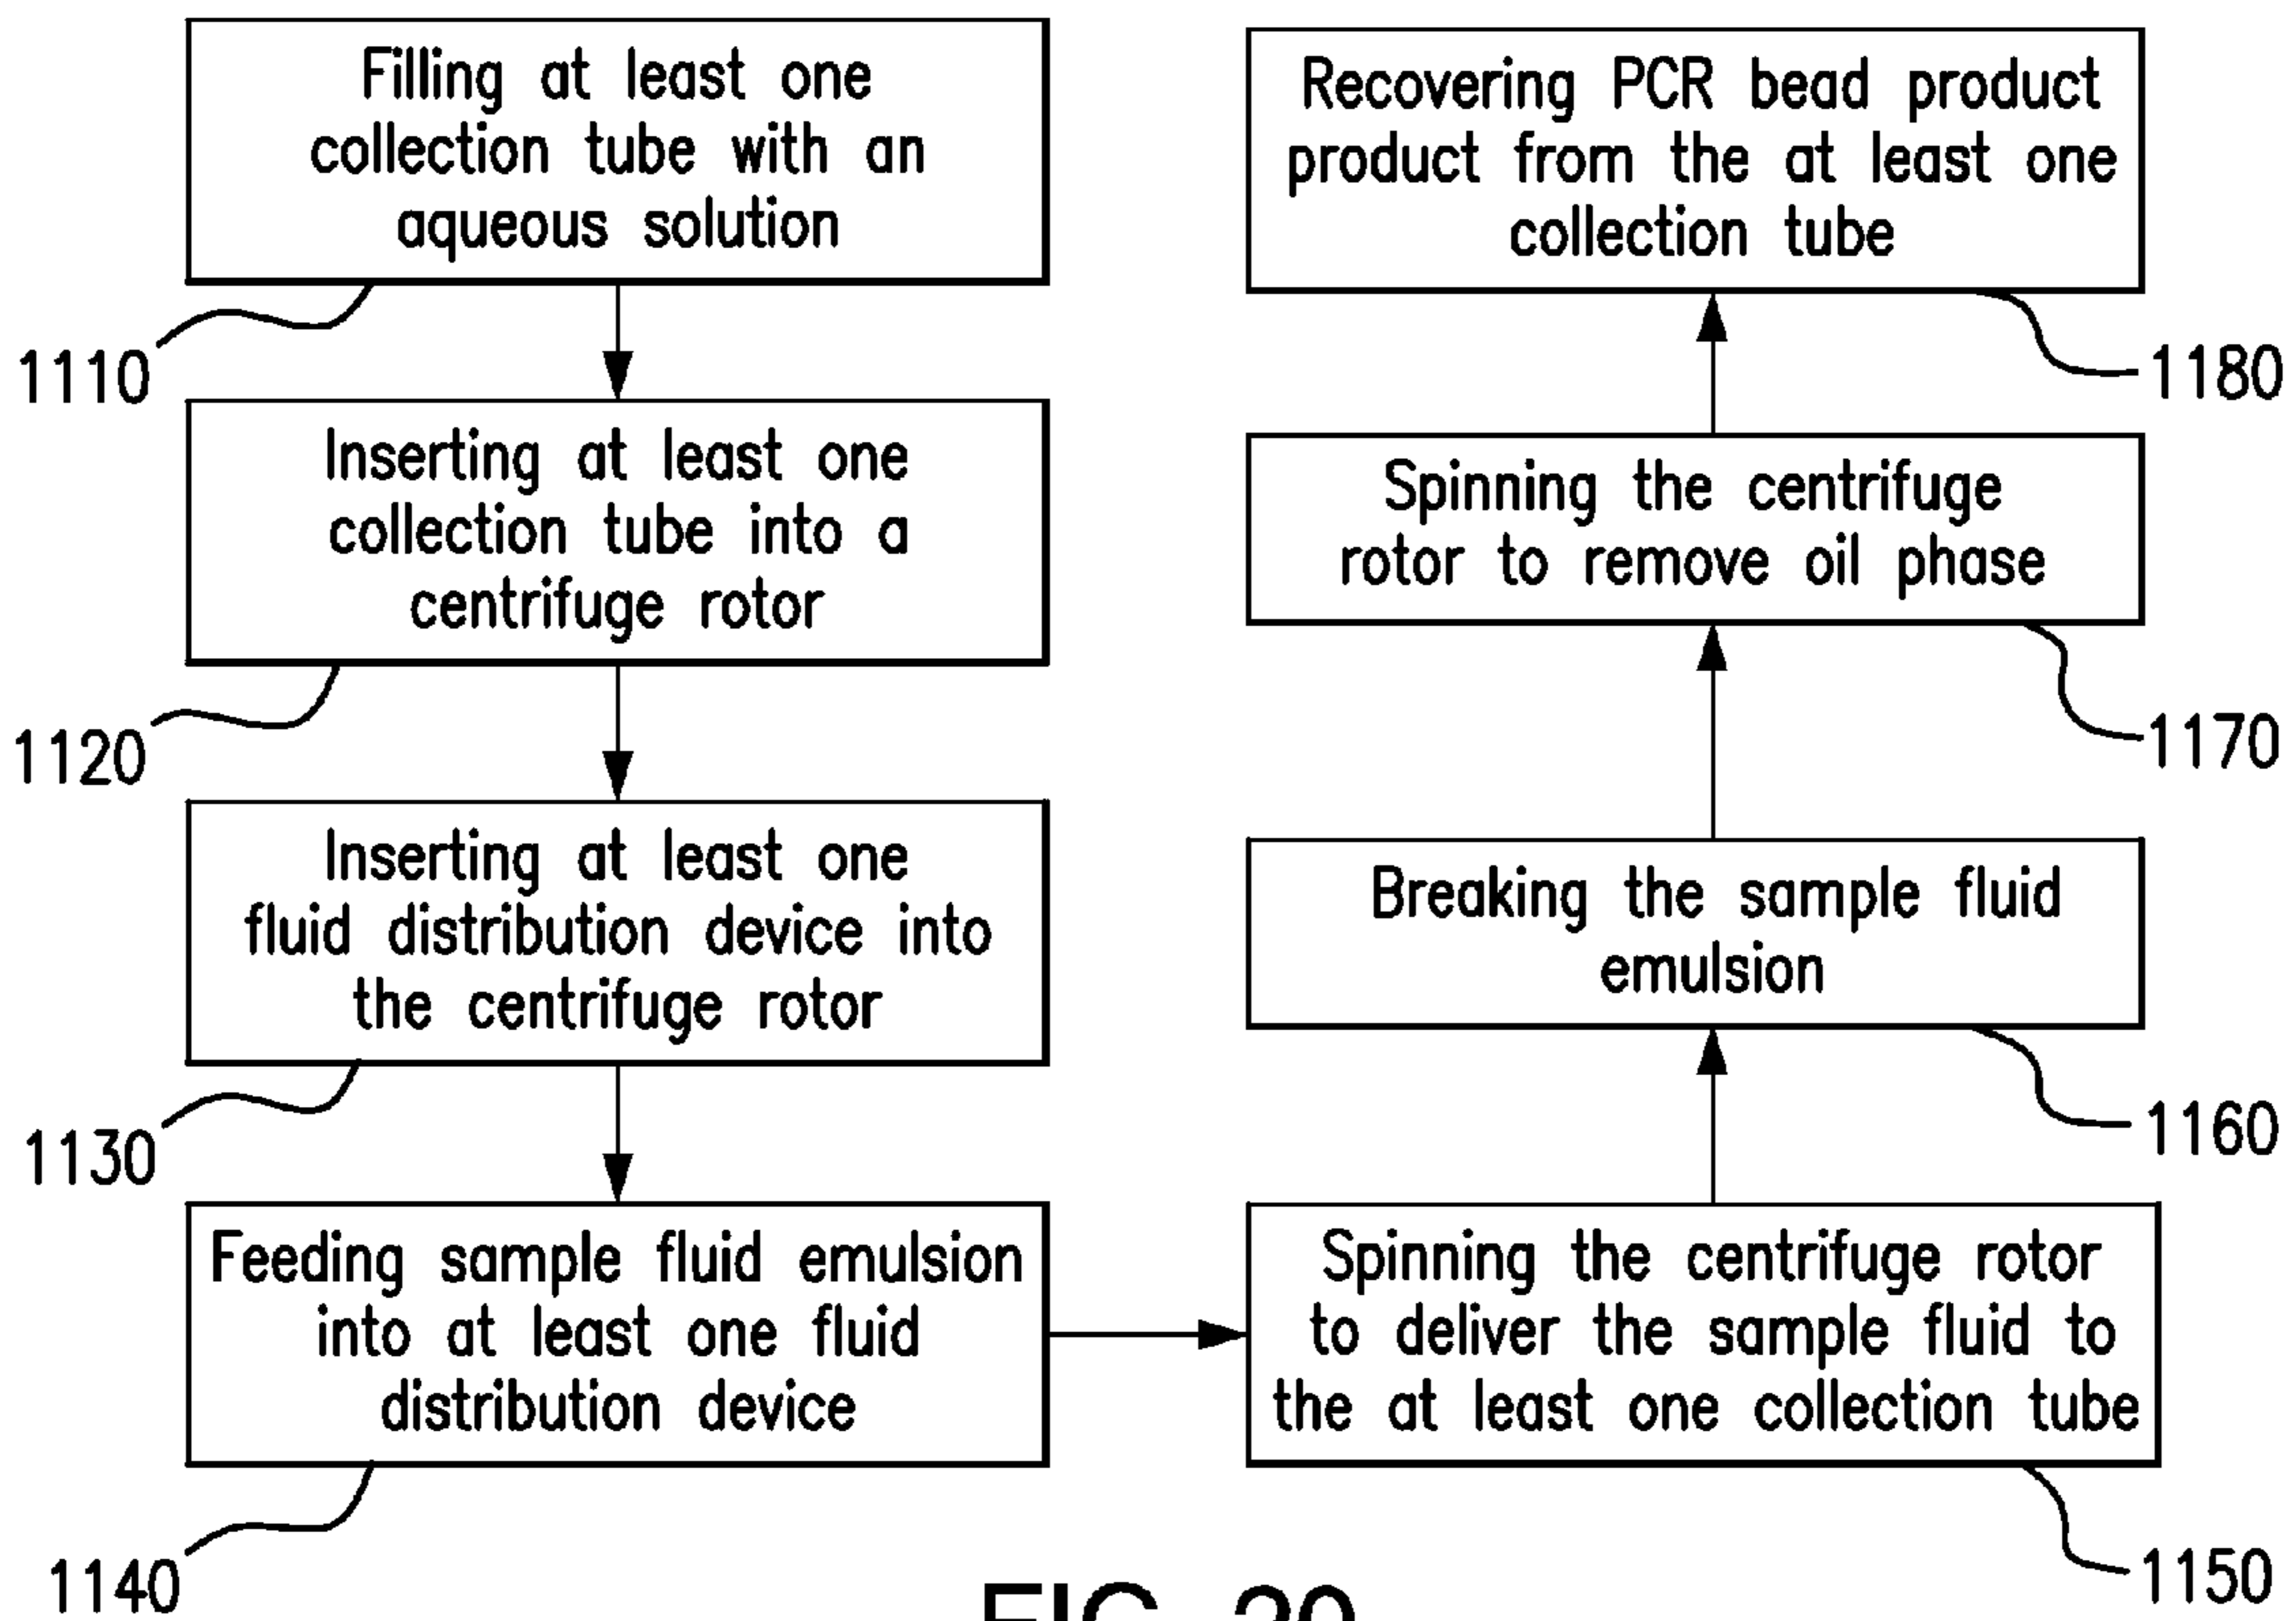 Filling at least one
collection tube with an
aqueous solution
1110
Inserting at least one
collection tube into a
centrifuge rotor
1120
Inserting at least one
fluid distribution device into
the centrifuge rotor
1130
Feeding sample fluid emulsion
into at least one fluid
distribution device
1140
Spinning the centrifuge rotor
to deliver the sample fluid to
the at least one collection tube
1150
Breaking the sample fluid
emulsion
1160
Spinning the centrifuge
rotor to remove oil phase
1170
Recovering PCR bead product
product from the at least one
collection tube
1180
FIG. 20